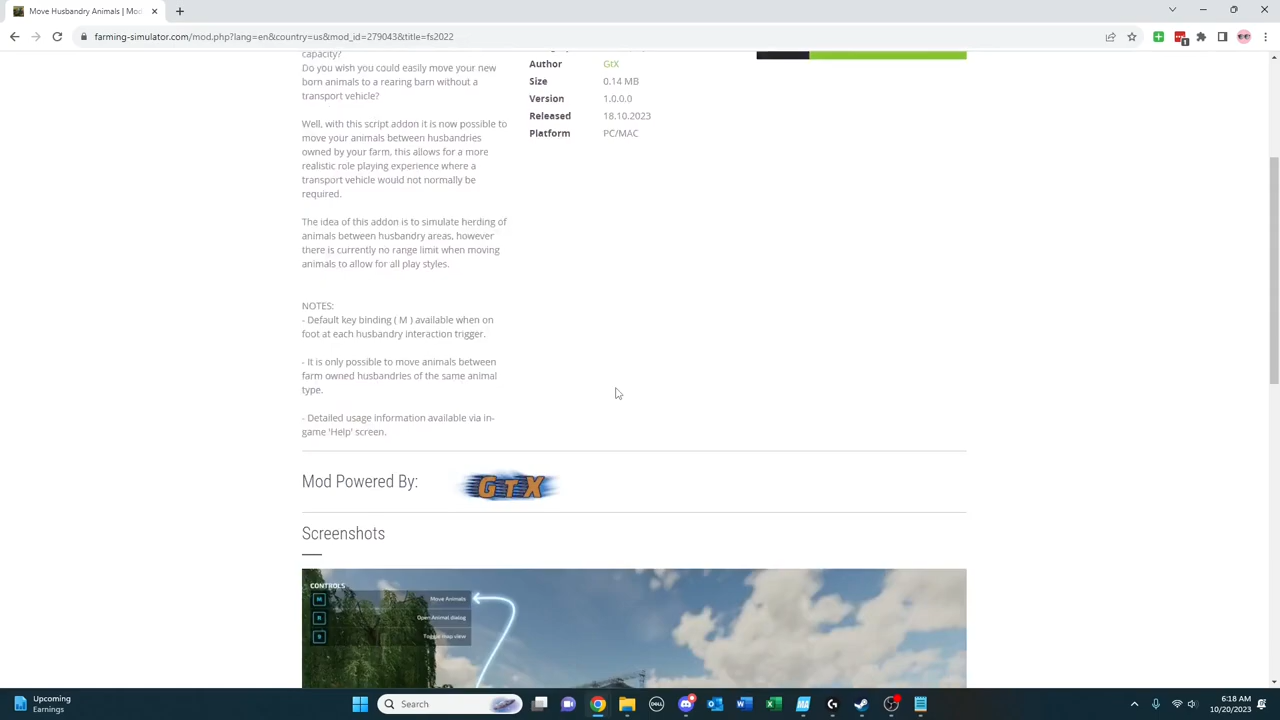 Move Husbandry Animals | Mod
farming-simulator.com/mod.php?lang=en&country=us&mod_id=279043&title=fs2022
1
capacity?
Do you wish you could easily move your new
born animals to a rearing barn without a
transport vehicle?
Well, with this script addon it is now possible to
move your animals between husbandries
owned by your farm, this allows for a more
realistic role playing experience where a
transport vehicle would not normally be
required.
The idea of this addon is to simulate herding of
animals between husbandry areas, however
there is currently no range limit when moving
animals to allow for all play styles.
NOTES:
- Default key binding ( M ) available when on
foot at each husbandry interaction trigger.
- It is only possible to move animals between
farm owned husbandries of the same animal
type.
- Detailed usage information available via in-
game 'Help' screen.
Author GtX
Size 0.14 MB
Version 1.0.0.0
Released 18.10.2023
Platform PC/MAC
Mod Powered By: GTX
Screenshots
CONTROLS
M Move Animals
R Open Animal dialog
Toggle Help view
Upcoming
Earnings
Search
DELL
6:18 AM
10/20/2023